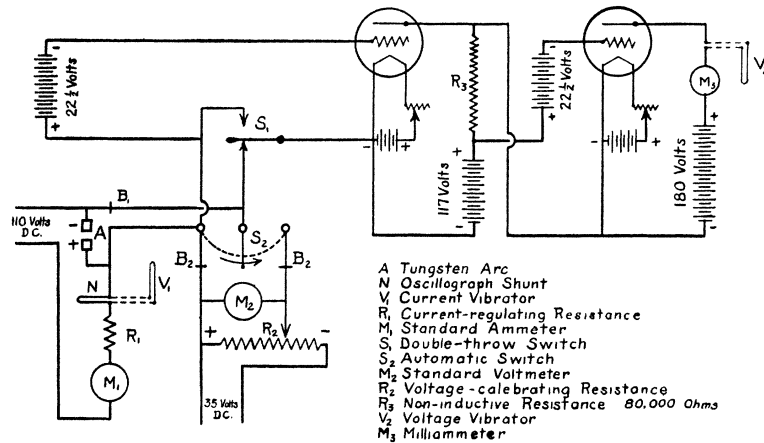 - +
22½ Volts
S₁
- +
R₃
+ -
117 Volts
- +
22½ Volts
- +
M₃
V₂
+ -
180 Volts
110 Volts
D.C.
B₁
- +
A
N
V₁
R₁
M₁
S₂
B₂
B₂
M₂
R₂
+ -
35 Volts
D.C.
A Tungsten Arc
N Oscillograph Shunt
V₁ Current Vibrator
R₁ Current-regulating Resistance
M₁ Standard Ammeter
S₁ Double-throw Switch
S₂ Automatic Switch
M₂ Standard Voltmeter
R₂ Voltage-calebrating Resistance
R₃ Non-inductive Resistance 80,000 Ohms
V₂ Voltage Vibrator
M₃ Milliammeter